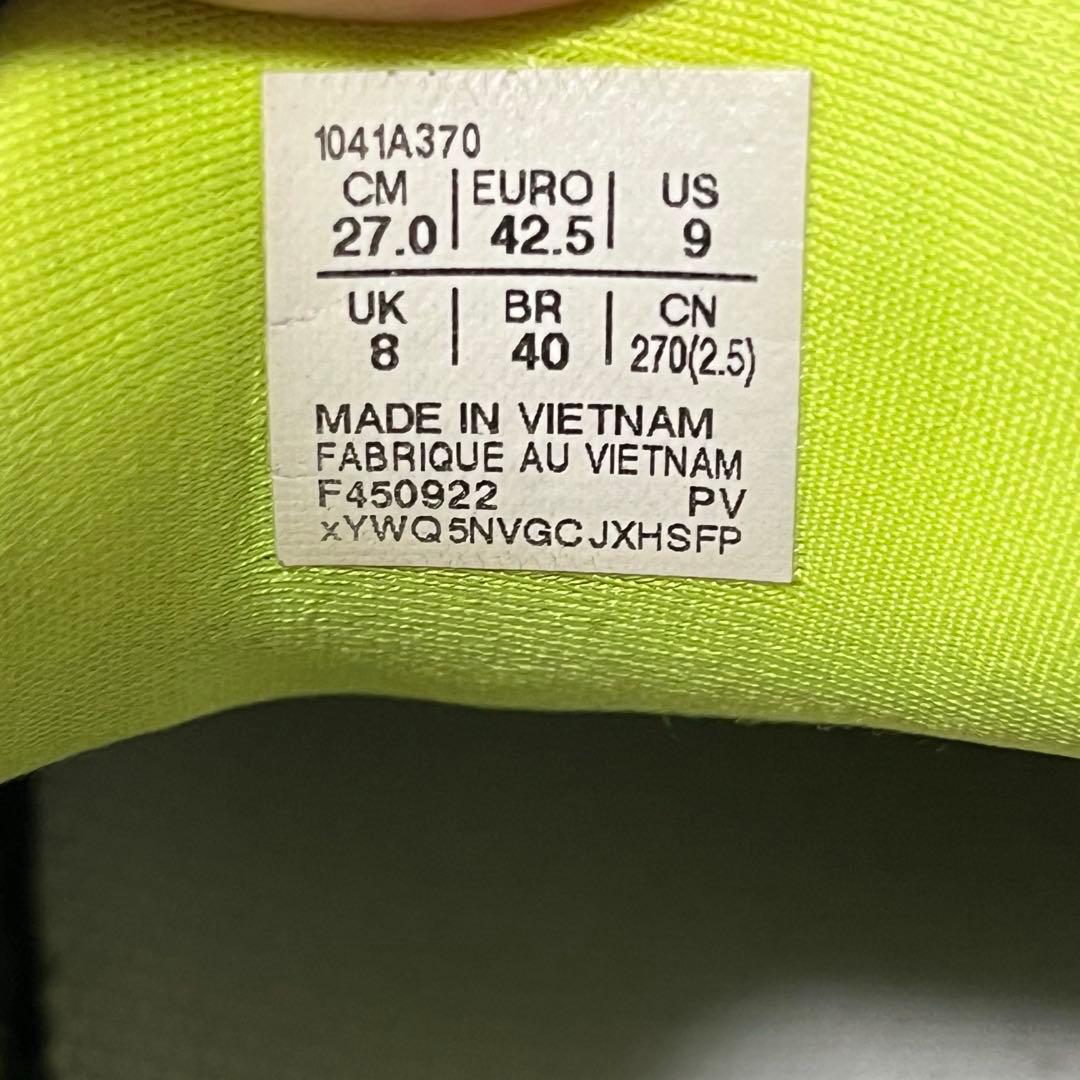 1041A370
CM | EURO | US
27.0 | 42.5 | 9
UK | BR | CN
8 | 40 | 270(2.5)
MADE IN VIETNAM
FABRIQUE AU VIETNAM
F450922 PV
xYWQ5NVGCJXHSFP